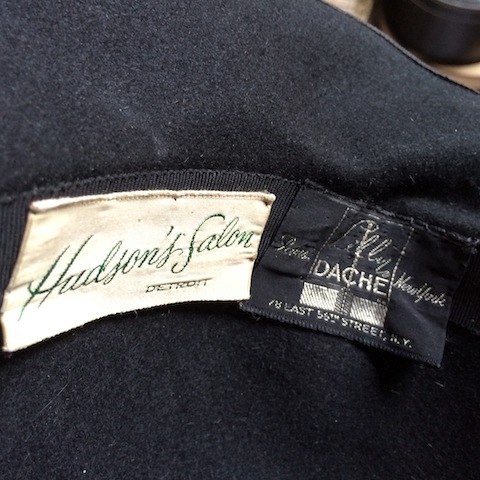 Hudson's Salon
DETROIT
Lilly
Paris DACHE New York
78 EAST 56TH STREET, N.Y.